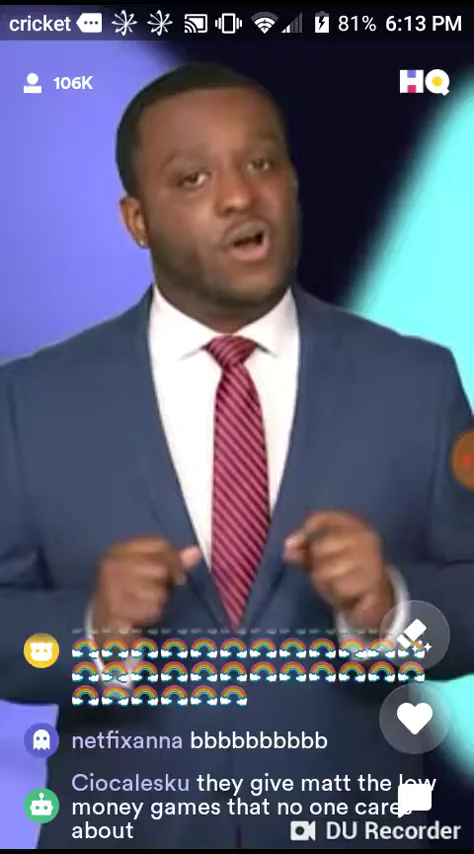 cricket 81% 6:13 PM
106K HQ
netfixanna bbbbbbbbbbb
Ciocalesku they give matt the low
money games that no one cares
about
DU Recorder